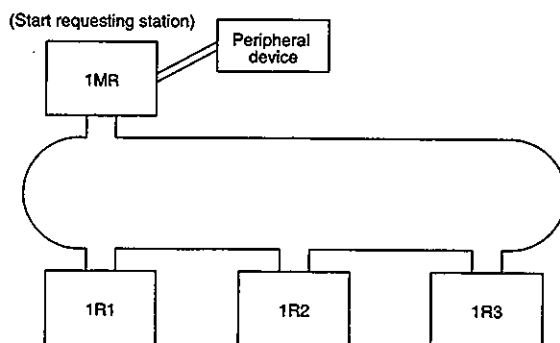 (Start requesting station)
Peripheral
device
1MR
1R1
1R2
1R3